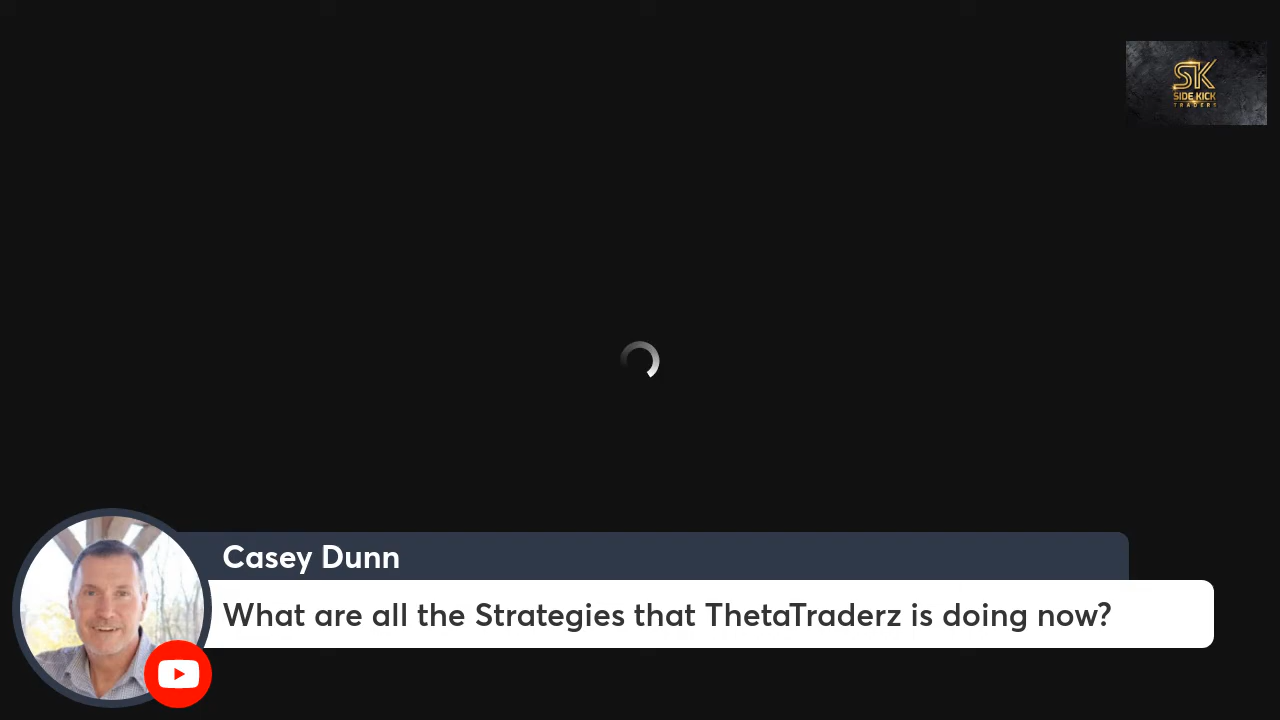 SK
SIDE KICK
TRADERS
Casey Dunn
What are all the Strategies that ThetaTraderz is doing now?